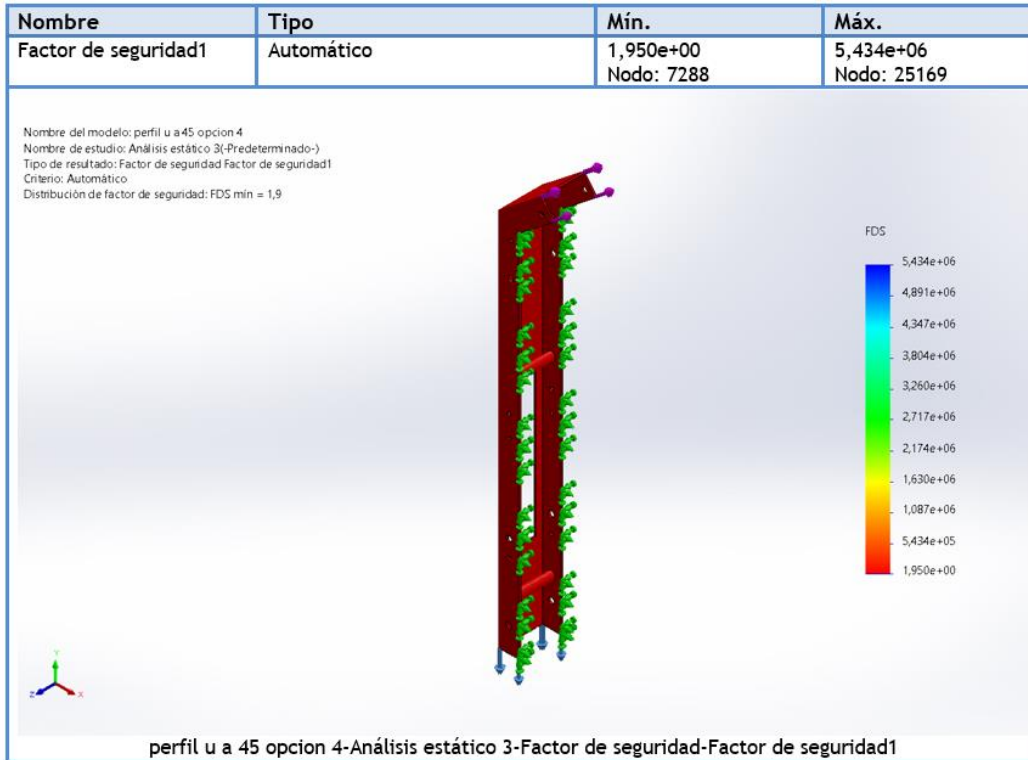 Nombre Tipo Mín. Máx.
Factor de seguridad1 Automático 1,950e+00 5,434e+06
Nodo: 7288 Nodo: 25169
Nombre del modelo: perfil u a 45 opcion 4
Nombre de estudio: Análisis estático 3(-Predeterminado-)
Tipo de resultado: Factor de seguridad Factor de seguridad1
Criterio: Automático
Distribución de factor de seguridad: FDS mín = 1,9
FDS
5,434e+06
4,891e+06
4,347e+06
3,804e+06
3,260e+06
2,717e+06
2,174e+06
1,630e+06
1,087e+06
5,434e+05
1,950e+00
Y
Z
X
perfil u a 45 opcion 4-Análisis estático 3-Factor de seguridad-Factor de seguridad1